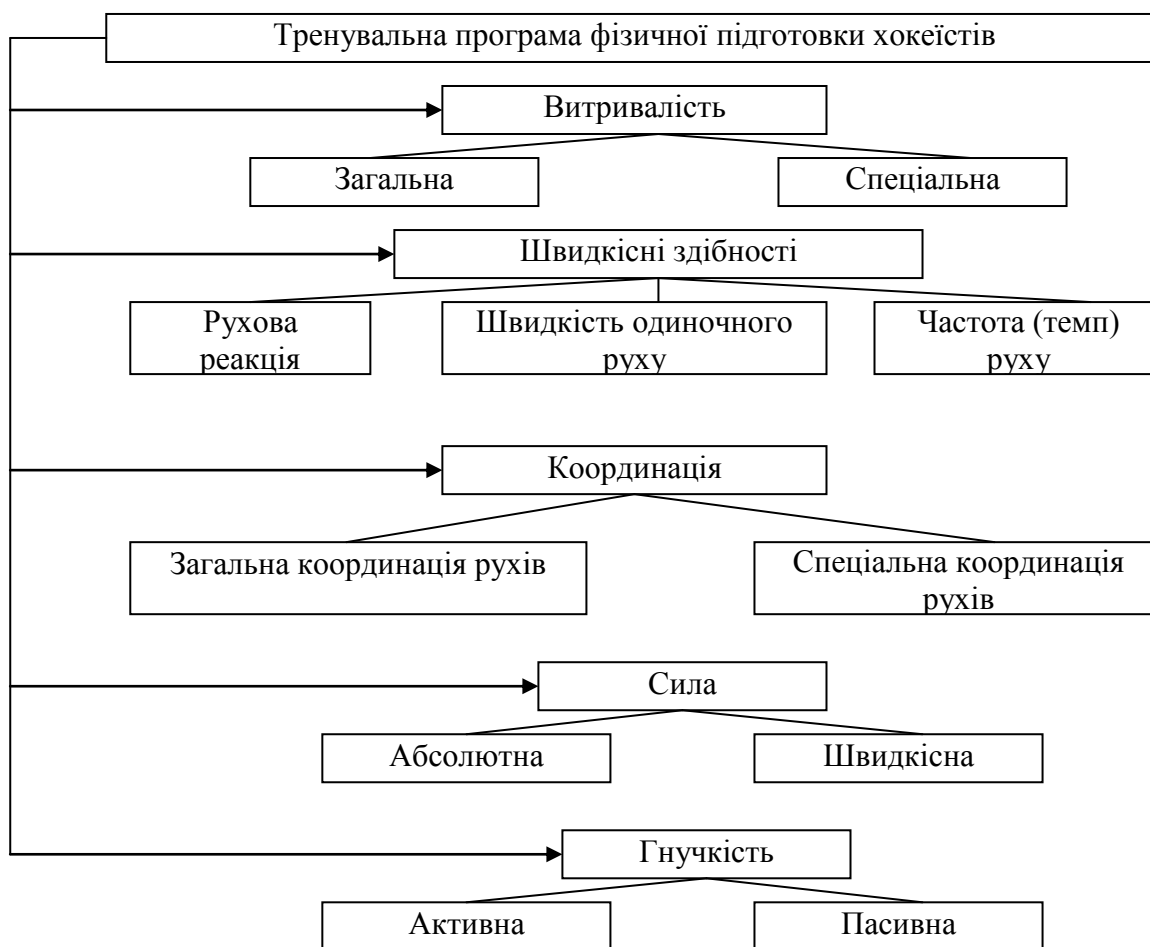 Тренувальна програма фізичної підготовки хокеїстів
Витривалість
Загальна
Спеціальна
Швидкісні здібності
Рухова
реакція
Швидкість одиночного
руху
Частота (темп)
руху
Координація
Загальна координація рухів
Спеціальна координація
рухів
Сила
Абсолютна
Швидкісна
Гнучкість
Активна
Пасивна